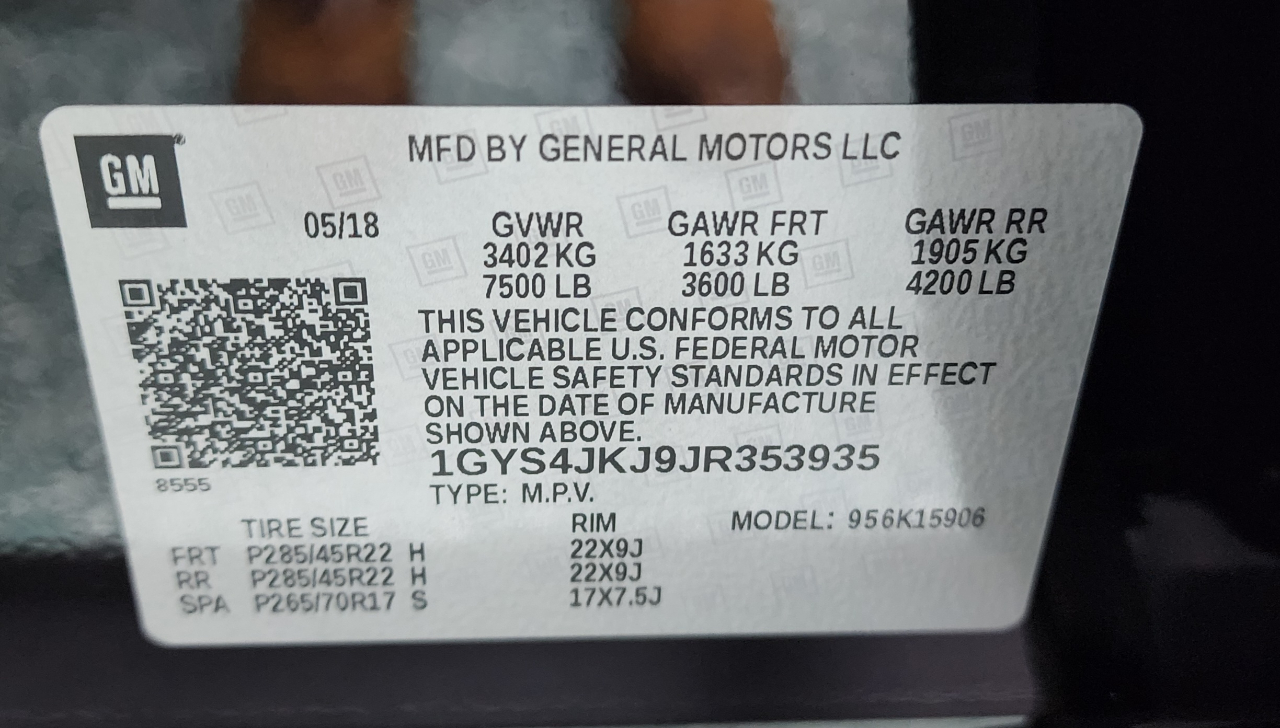 GM®
MFD BY GENERAL MOTORS LLC
05/18 GVWR GAWR FRT GAWR RR
3402 KG 1633 KG 1905 KG
7500 LB 3600 LB 4200 LB
THIS VEHICLE CONFORMS TO ALL
APPLICABLE U.S. FEDERAL MOTOR
VEHICLE SAFETY STANDARDS IN EFFECT
ON THE DATE OF MANUFACTURE
SHOWN ABOVE.
1GYS4JKJ9JR353935
8555
TYPE: M.P.V.
TIRE SIZE RIM MODEL: 956K15906
FRT P285/45R22 H 22X9J
RR P285/45R22 H 22X9J
SPA P265/70R17 S 17X7.5J